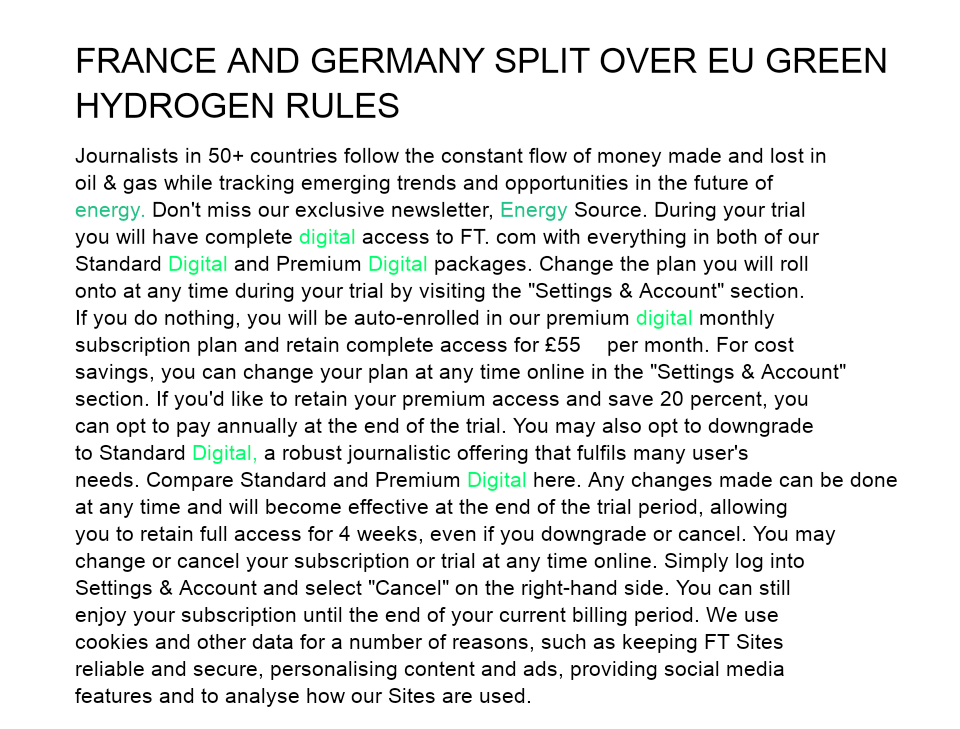 FRANCE AND GERMANY SPLIT OVER EU GREEN
HYDROGEN RULES
Journalists in 50+ countries follow the constant flow of money made and lost in
oil & gas while tracking emerging trends and opportunities in the future of
energy. Don't miss our exclusive newsletter, Energy Source. During your trial
you will have complete digital access to FT. com with everything in both of our
Standard Digital and Premium Digital packages. Change the plan you will roll
onto at any time during your trial by visiting the "Settings & Account" section.
If you do nothing, you will be auto-enrolled in our premium digital monthly
subscription plan and retain complete access for £55 per month. For cost
savings, you can change your plan at any time online in the "Settings & Account"
section. If you'd like to retain your premium access and save 20 percent, you
can opt to pay annually at the end of the trial. You may also opt to downgrade
to Standard Digital, a robust journalistic offering that fulfils many user's
needs. Compare Standard and Premium Digital here. Any changes made can be done
at any time and will become effective at the end of the trial period, allowing
you to retain full access for 4 weeks, even if you downgrade or cancel. You may
change or cancel your subscription or trial at any time online. Simply log into
Settings & Account and select "Cancel" on the right-hand side. You can still
enjoy your subscription until the end of your current billing period. We use
cookies and other data for a number of reasons, such as keeping FT Sites
reliable and secure, personalising content and ads, providing social media
features and to analyse how our Sites are used.